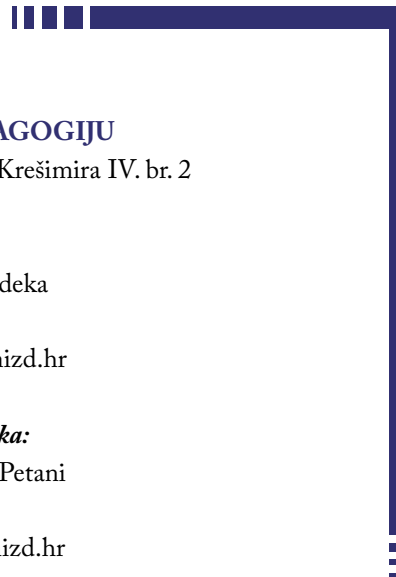 AGOGIJU
Krešimira IV. br. 2
deka
nizd.hr
ka:
Petani
nizd.hr